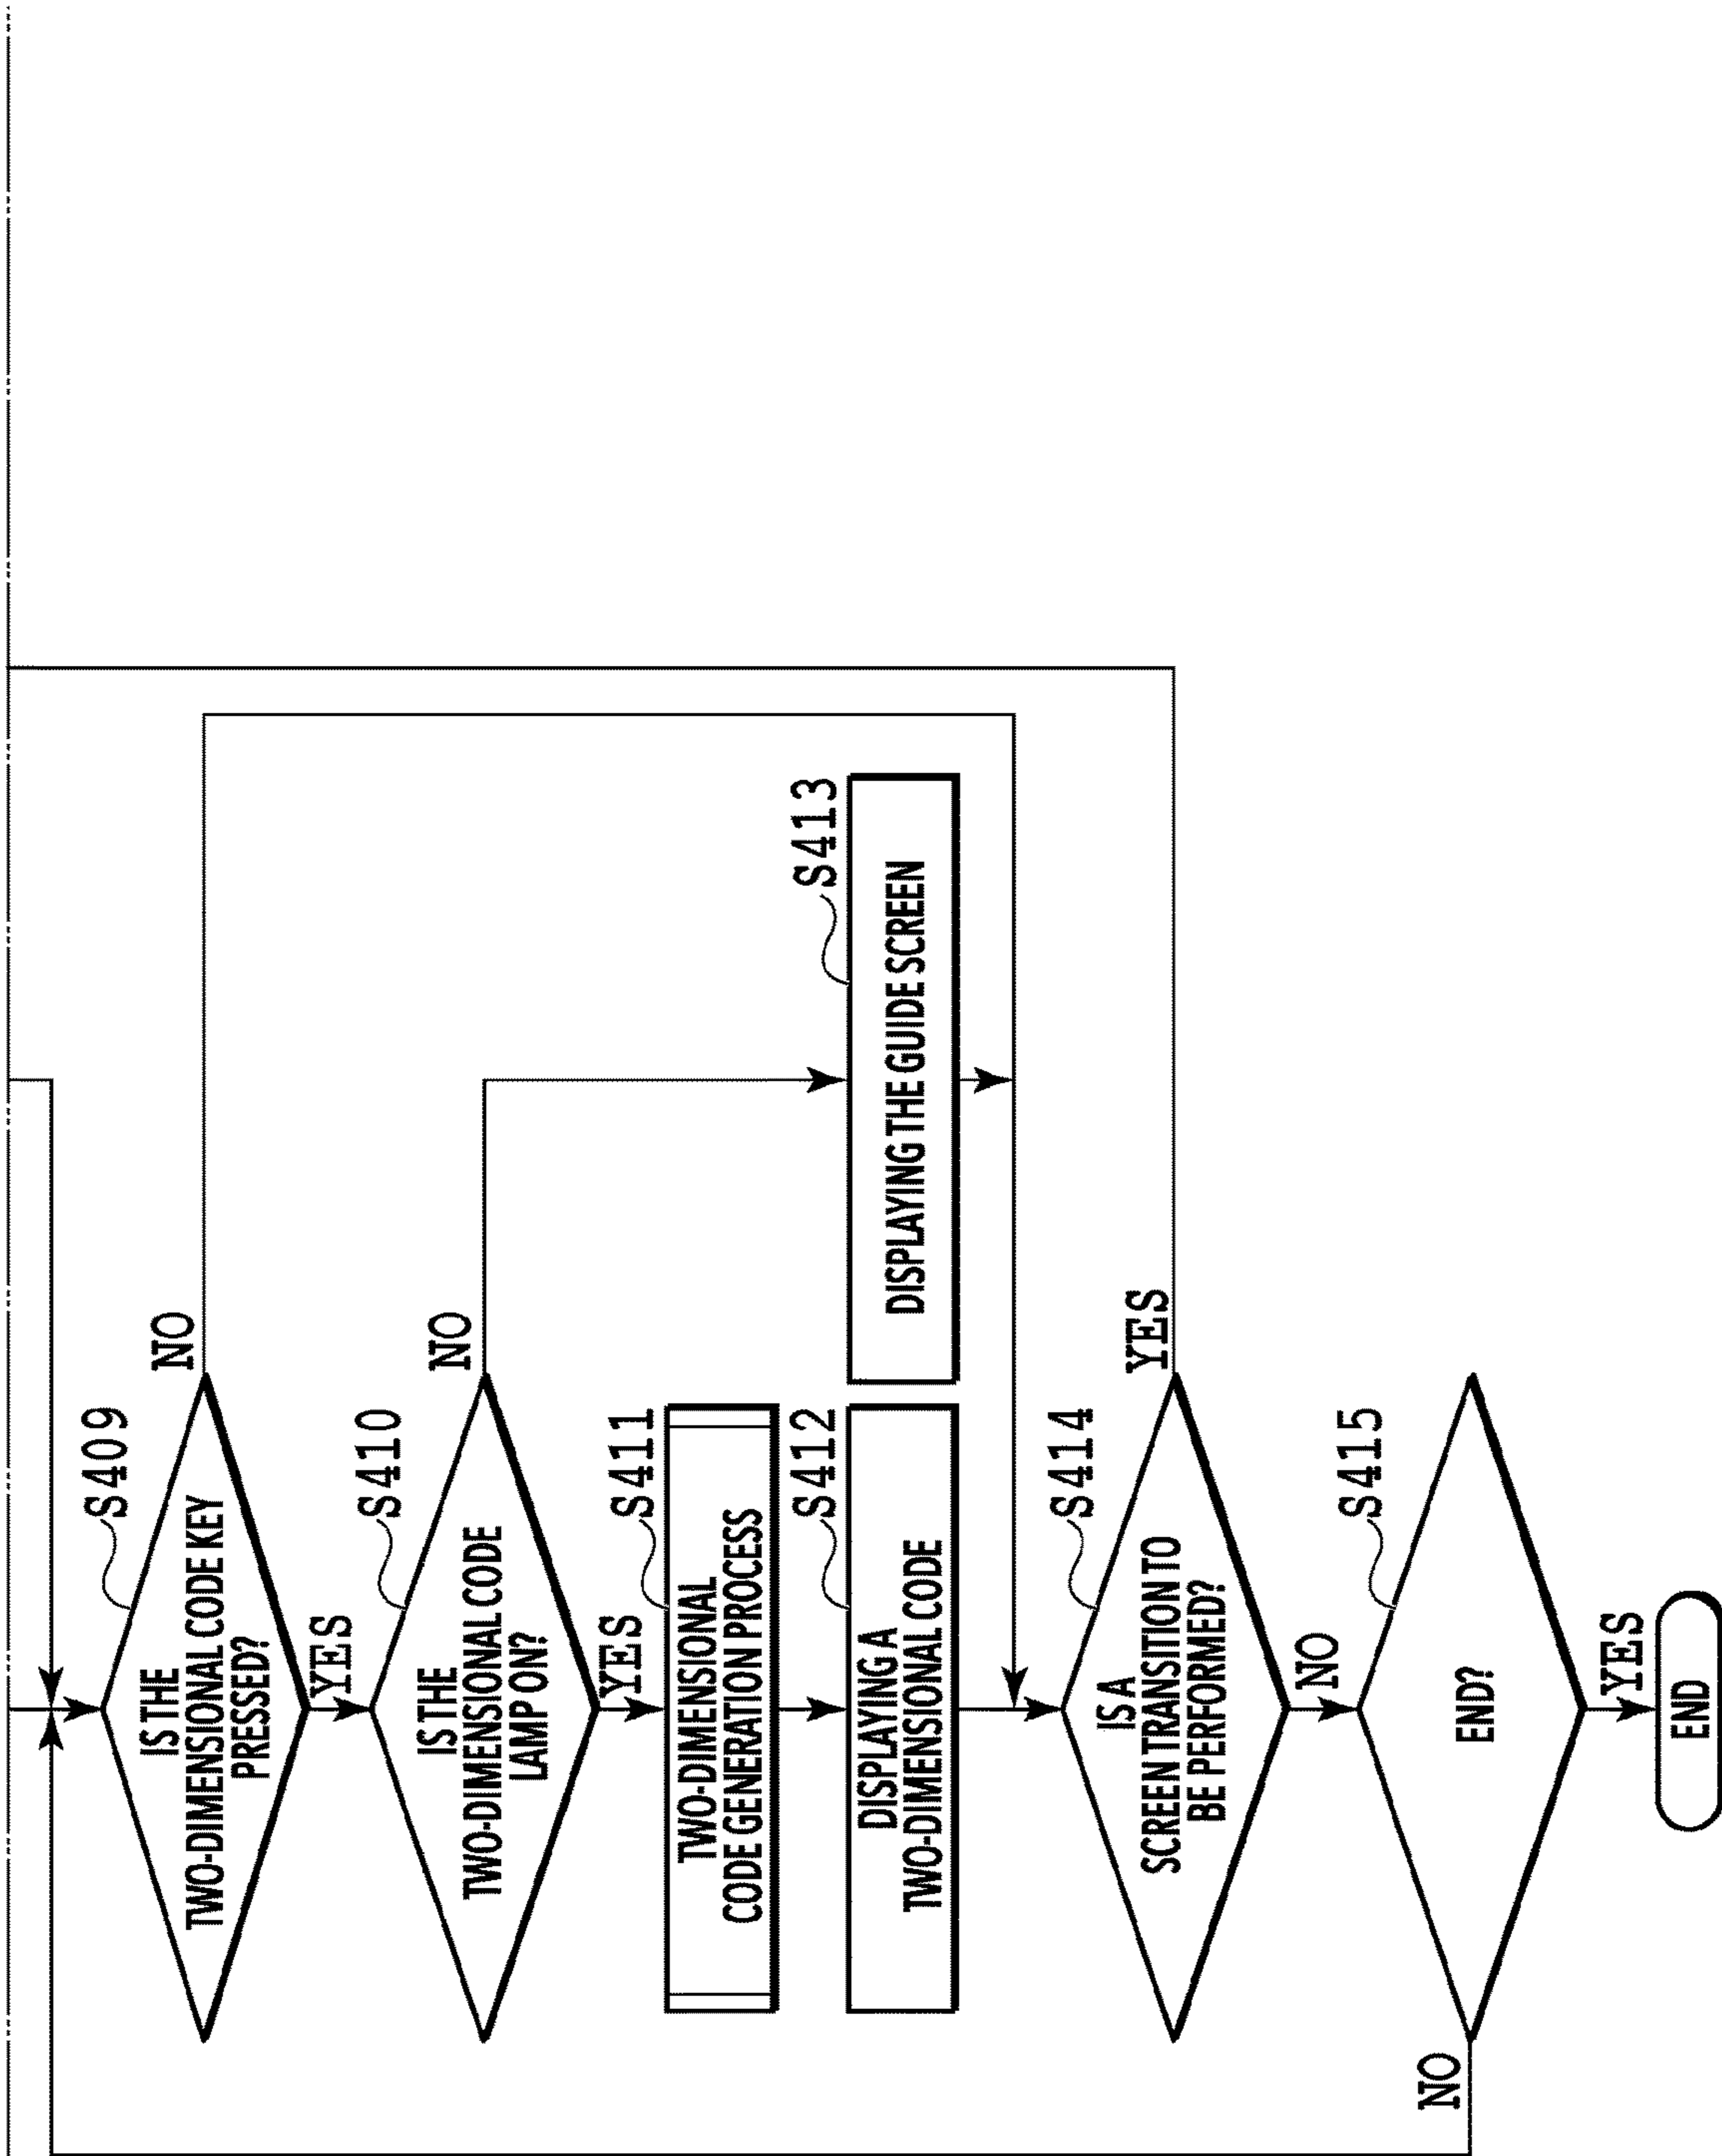 S409
IS THE
TWO-DIMENSIONAL CODE KEY
PRESSED?
NO
YES
S410
IS THE
TWO-DIMENSIONAL CODE
LAMP ON?
NO
YES
S411
TWO-DIMENSIONAL
CODE GENERATION PROCESS
S412
DISPLAYING A
TWO-DIMENSIONAL CODE
S413
DISPLAYING THE GUIDE SCREEN
S414
IS A
SCREEN TRANSITION TO
BE PERFORMED?
YES
NO
S415
END?
NO
YES
END